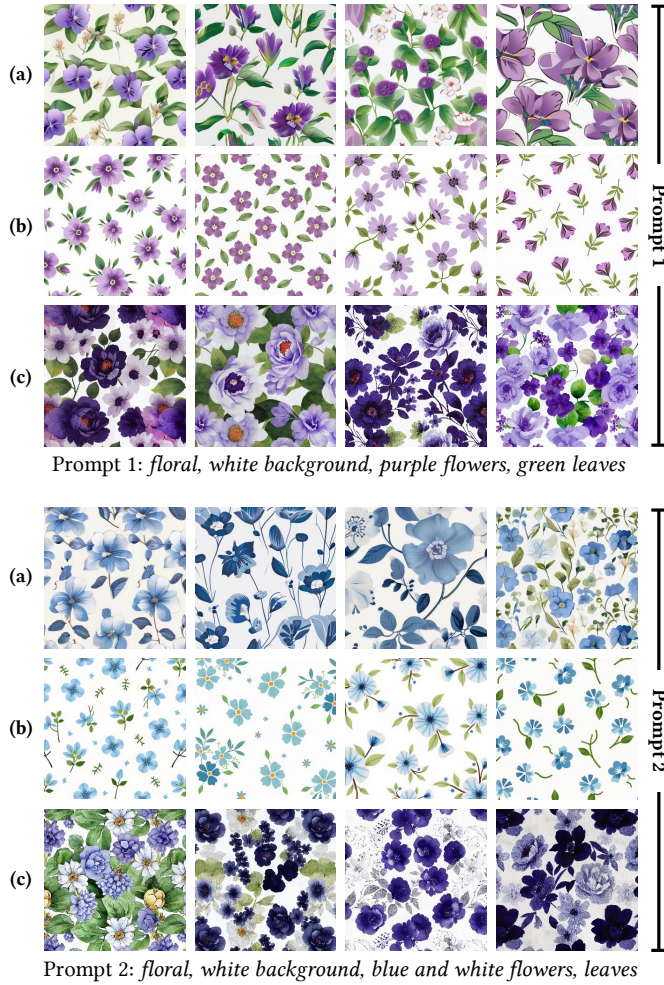 (a)
(b)
(c)
Prompt 1
Prompt 1: floral, white background, purple flowers, green leaves
(a)
(b)
(c)
Prompt 2
Prompt 2: floral, white background, blue and white flowers, leaves